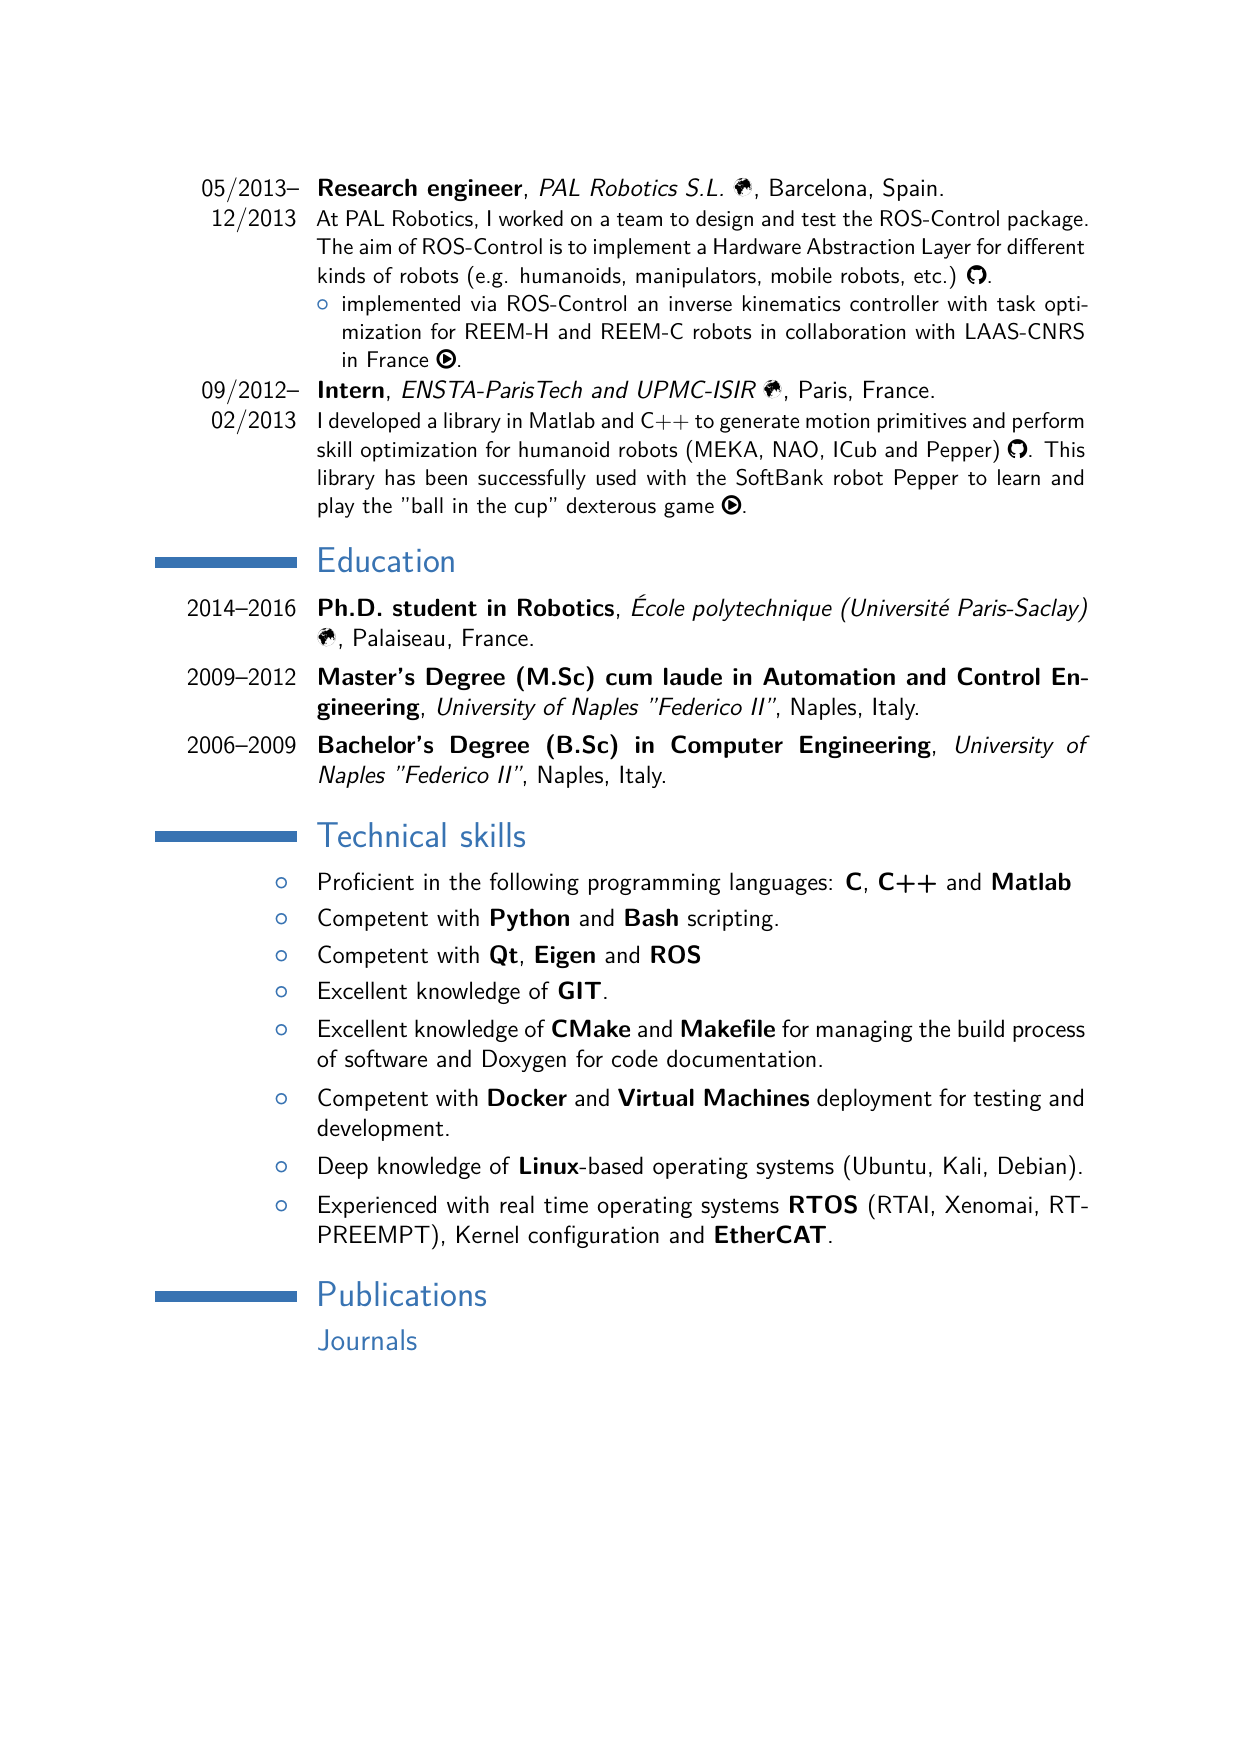 05/2013– Research engineer, PAL Robotics S.L. , Barcelona, Spain.
12/2013 At PAL Robotics, I worked on a team to design and test the ROS-Control package.
The aim of ROS-Control is to implement a Hardware Abstraction Layer for different
kinds of robots (e.g. humanoids, manipulators, mobile robots, etc.) .
○ implemented via ROS-Control an inverse kinematics controller with task opti-
mization for REEM-H and REEM-C robots in collaboration with LAAS-CNRS
in France .
09/2012– Intern, ENSTA-ParisTech and UPMC-ISIR , Paris, France.
02/2013 I developed a library in Matlab and C++ to generate motion primitives and perform
skill optimization for humanoid robots (MEKA, NAO, ICub and Pepper) . This
library has been successfully used with the SoftBank robot Pepper to learn and
play the ”ball in the cup” dexterous game .
Education
2014–2016 Ph.D. student in Robotics, École polytechnique (Université Paris-Saclay)
, Palaiseau, France.
2009–2012 Master’s Degree (M.Sc) cum laude in Automation and Control En-
gineering, University of Naples ”Federico II”, Naples, Italy.
2006–2009 Bachelor’s Degree (B.Sc) in Computer Engineering, University of
Naples ”Federico II”, Naples, Italy.
Technical skills
○ Proficient in the following programming languages: C, C++ and Matlab
○ Competent with Python and Bash scripting.
○ Competent with Qt, Eigen and ROS
○ Excellent knowledge of GIT.
○ Excellent knowledge of CMake and Makefile for managing the build process
of software and Doxygen for code documentation.
○ Competent with Docker and Virtual Machines deployment for testing and
development.
○ Deep knowledge of Linux-based operating systems (Ubuntu, Kali, Debian).
○ Experienced with real time operating systems RTOS (RTAI, Xenomai, RT-
PREEMPT), Kernel configuration and EtherCAT.
Publications
Journals